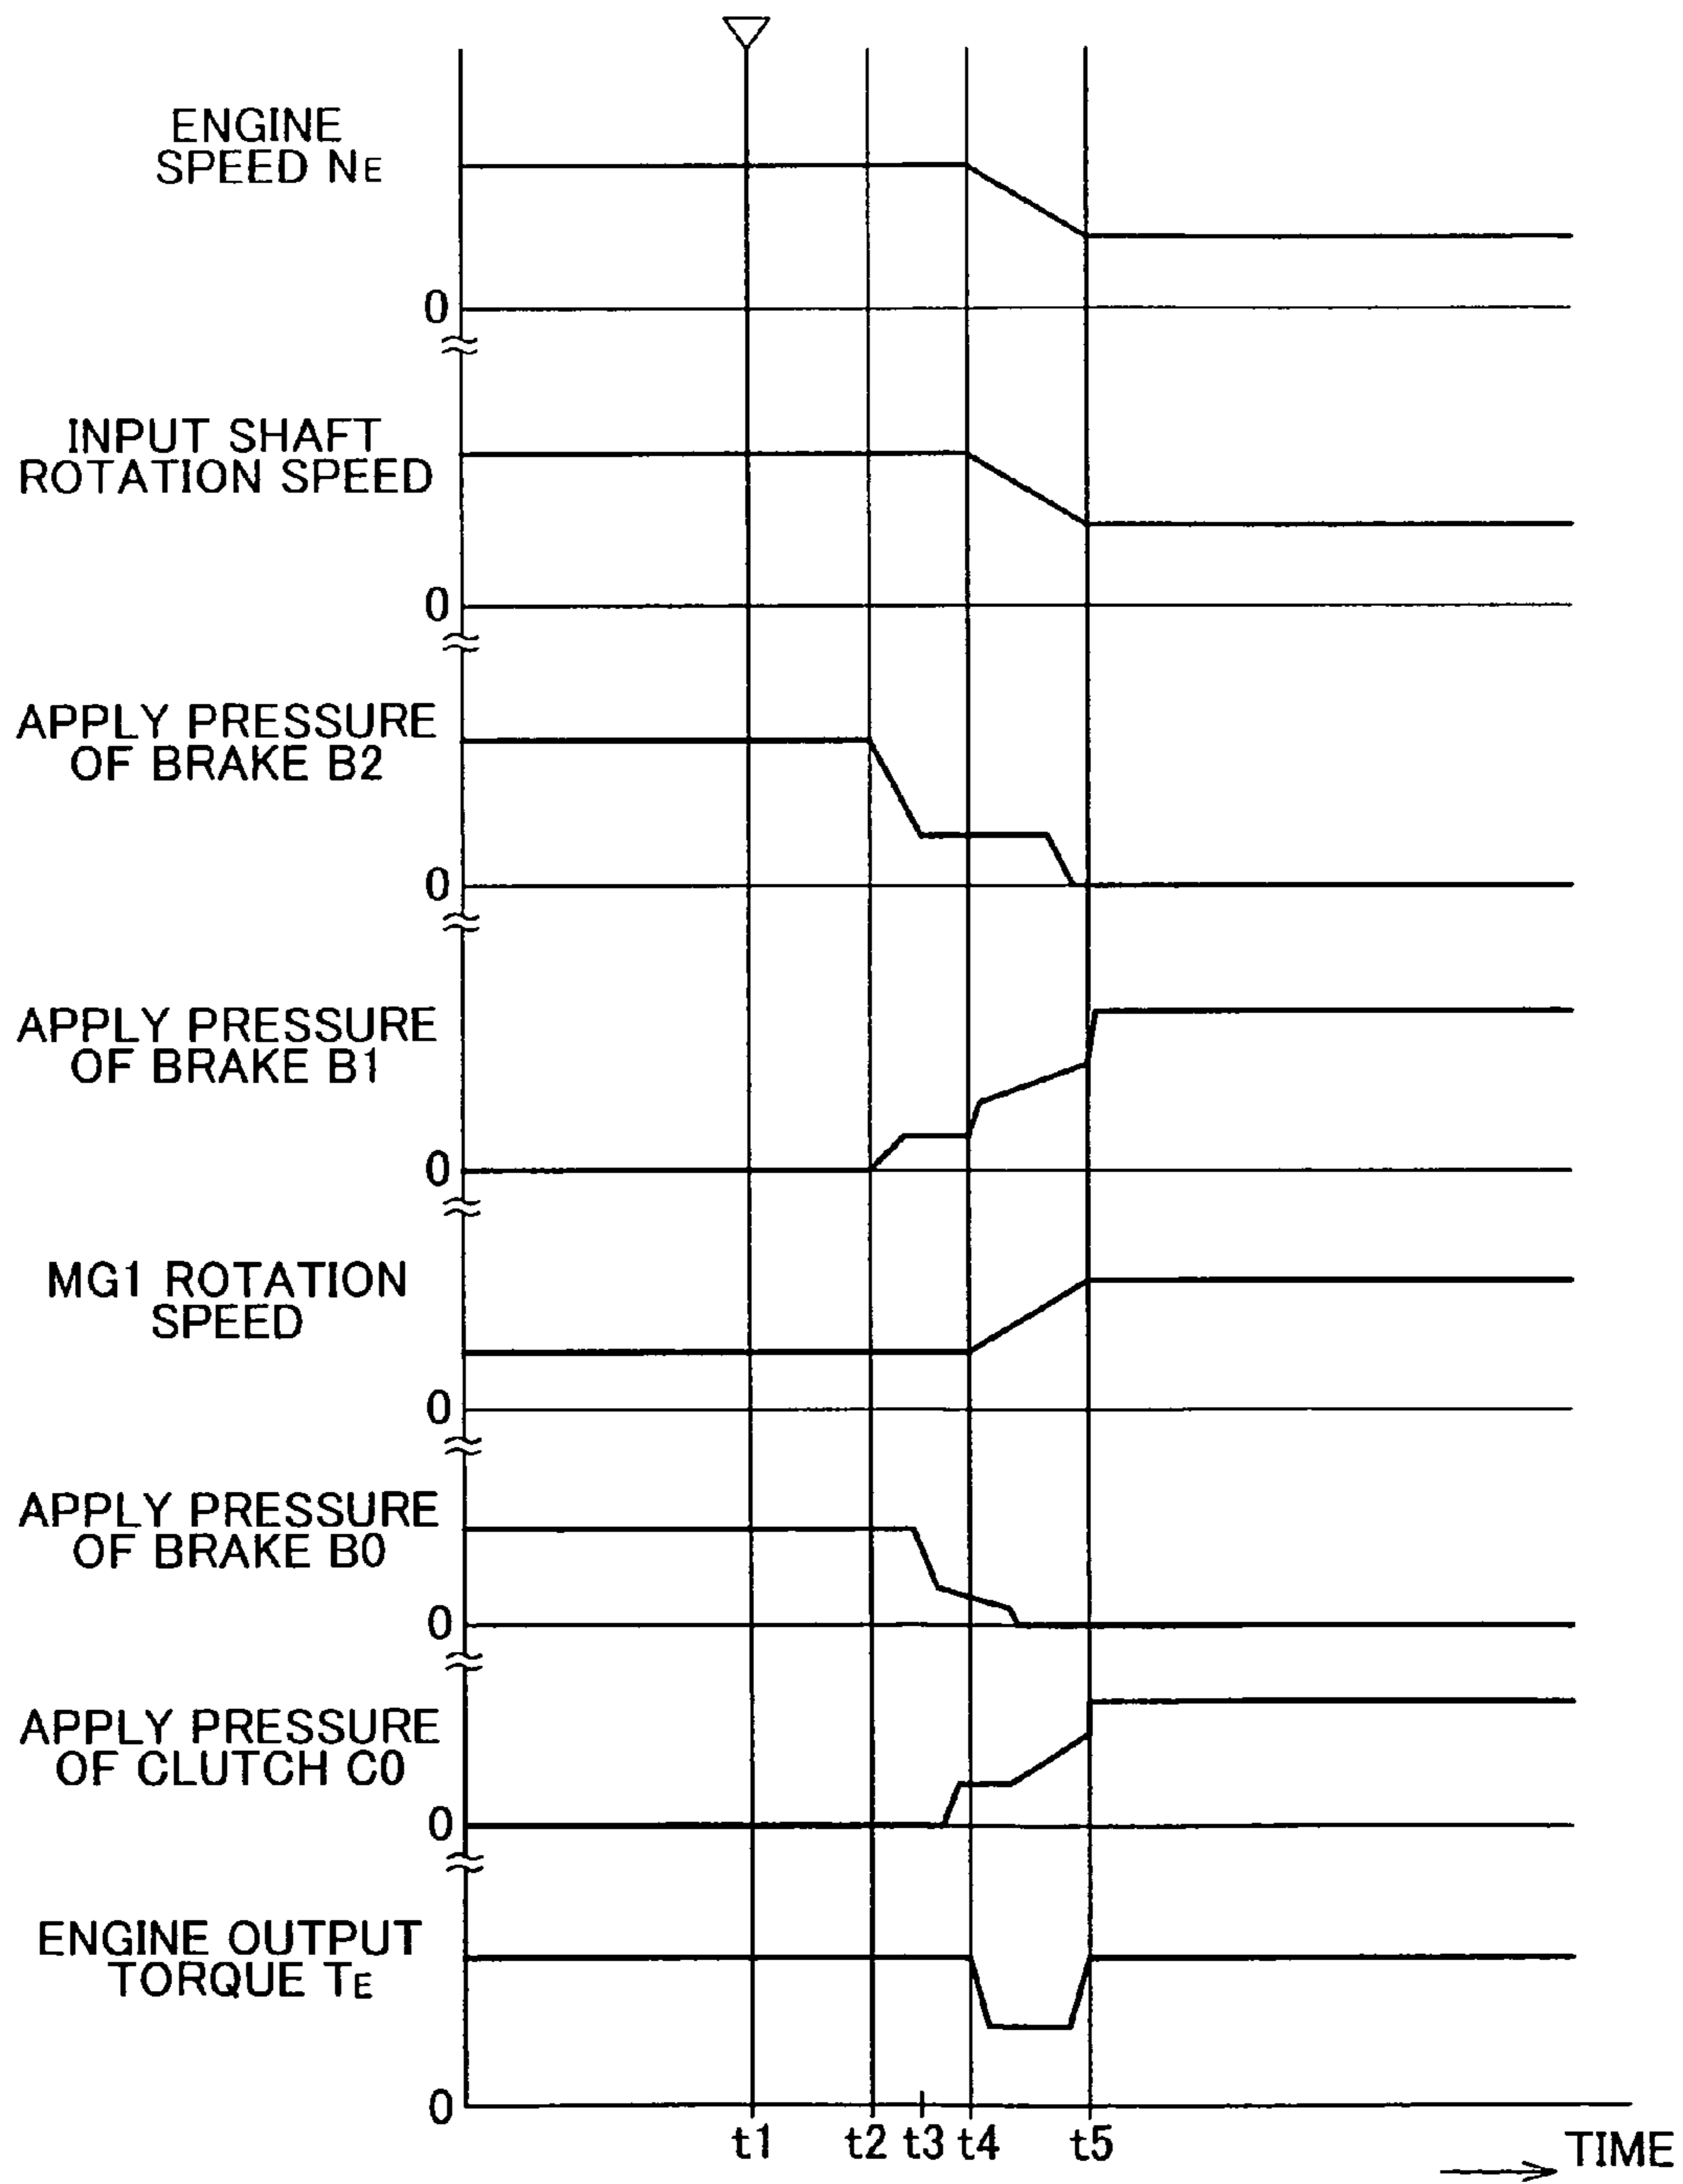 ENGINE
SPEED NE
0
INPUT SHAFT
ROTATION SPEED
0
APPLY PRESSURE
OF BRAKE B2
0
APPLY PRESSURE
OF BRAKE B1
0
MG1 ROTATION
SPEED
0
APPLY PRESSURE
OF BRAKE B0
0
APPLY PRESSURE
OF CLUTCH C0
0
ENGINE OUTPUT
TORQUE TE
0
t1 t2 t3 t4 t5
TIME